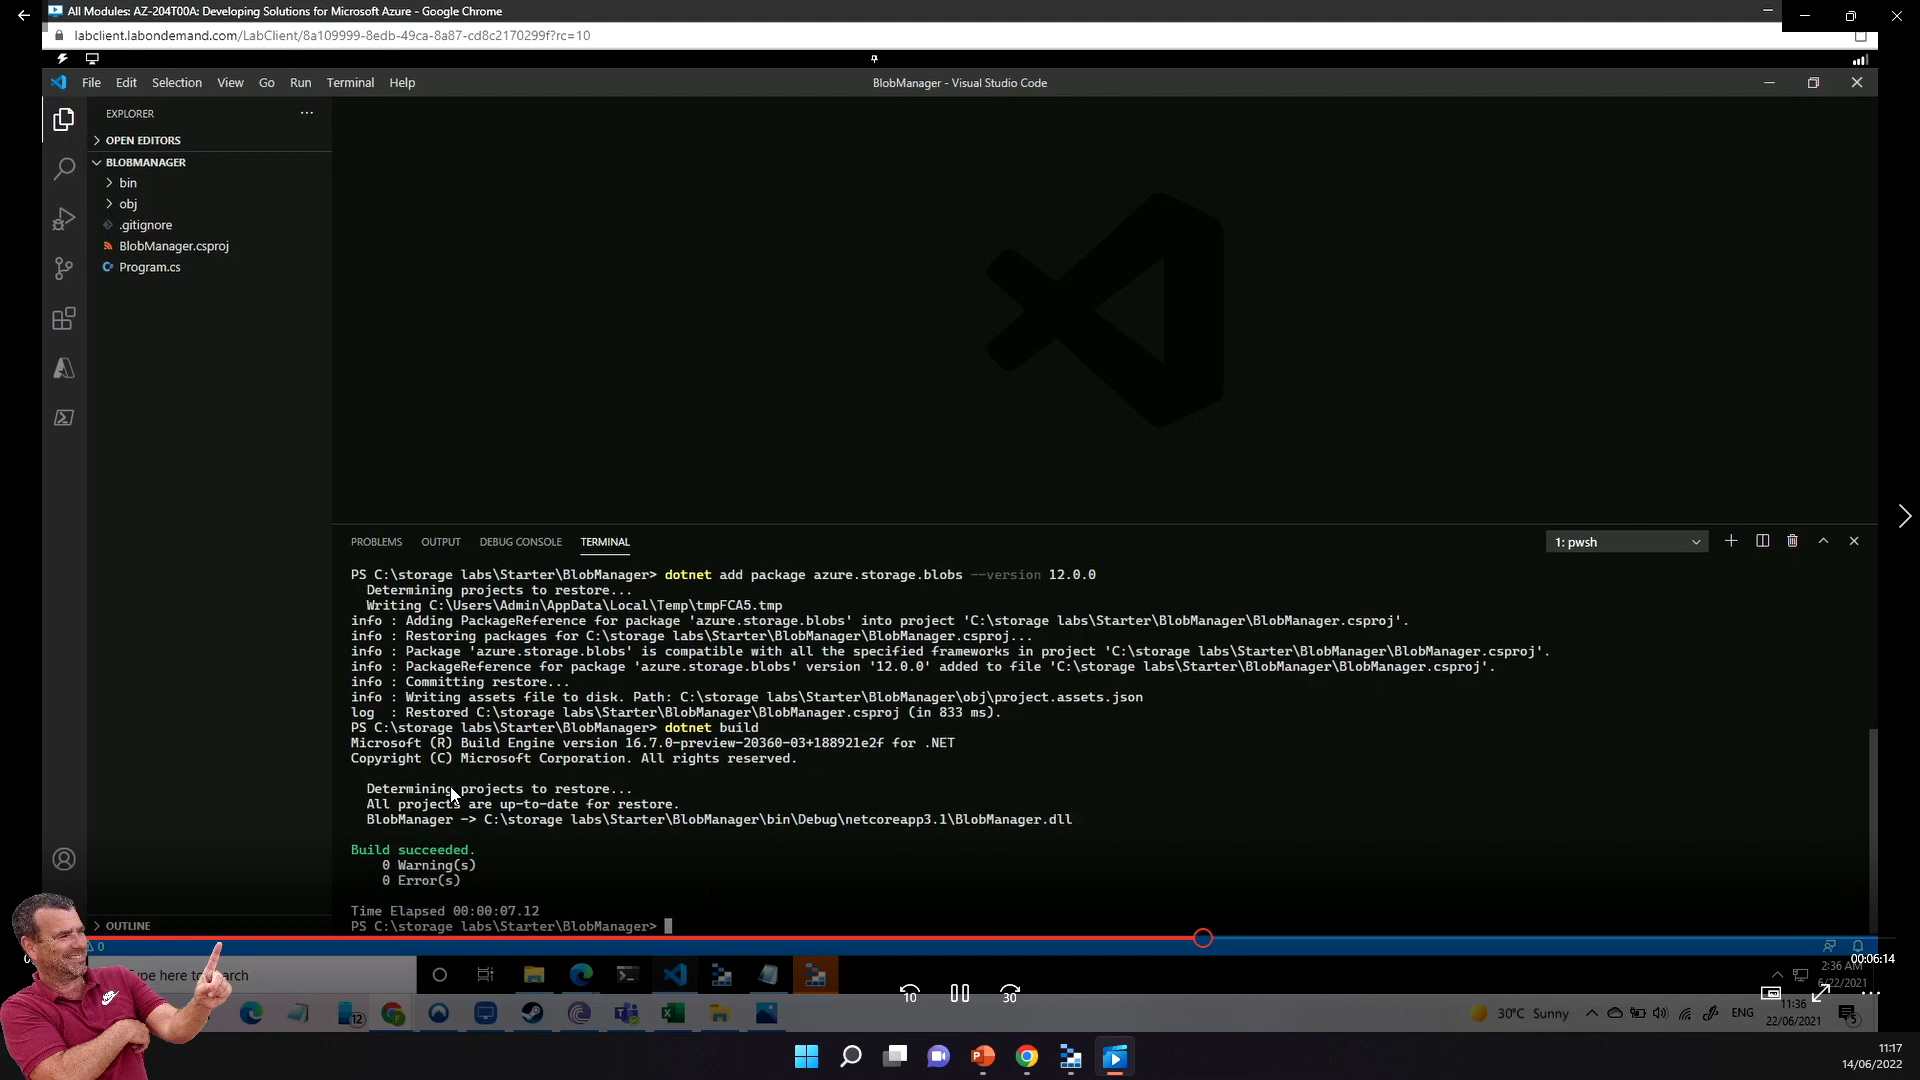 All Modules: AZ-204T00A: Developing Solutions for Microsoft Azure - Google Chrome
labclient.labondemand.com/LabClient/8a109999-8edb-49ca-8a87-cd8c2170299f?rc=10
File Edit Selection View Go Run Terminal Help
BlobManager - Visual Studio Code
EXPLORER
OPEN EDITORS
BLOBMANAGER
bin
obj
.gitignore
BlobManager.csproj
Program.cs
PROBLEMS OUTPUT DEBUG CONSOLE TERMINAL
1: pwsh
PS C:\storage labs\Starter\BlobManager> dotnet add package azure.storage.blobs --version 12.0.0
Determining projects to restore...
Writing C:\Users\Admin\AppData\Local\Temp\tmpFCA5.tmp
info : Adding PackageReference for package 'azure.storage.blobs' into project 'C:\storage labs\Starter\BlobManager\BlobManager.csproj'.
info : Restoring packages for C:\storage labs\Starter\BlobManager\BlobManager.csproj...
info : Package 'azure.storage.blobs' is compatible with all the specified frameworks in project 'C:\storage labs\Starter\BlobManager\BlobManager.csproj'.
info : PackageReference for package 'azure.storage.blobs' version '12.0.0' added to file 'C:\storage labs\Starter\BlobManager\BlobManager.csproj'.
info : Committing restore...
info : Writing assets file to disk. Path: C:\storage labs\Starter\BlobManager\obj\project.assets.json
log : Restored C:\storage labs\Starter\BlobManager\BlobManager.csproj (in 833 ms).
PS C:\storage labs\Starter\BlobManager> dotnet build
Microsoft (R) Build Engine version 16.7.0-preview-20360-03+188921e2f for .NET
Copyright (C) Microsoft Corporation. All rights reserved.
Determining projects to restore...
All projects are up-to-date for restore.
BlobManager -> C:\storage labs\Starter\BlobManager\bin\Debug\netcoreapp3.1\BlobManager.dll
Build succeeded.
0 Warning(s)
0 Error(s)
Time Elapsed 00:00:07.12
PS C:\storage labs\Starter\BlobManager>
OUTLINE
0
00:06:14
here to
2:36 AM
6/22/2021
10
30
12
30°C Sunny
ENG
11:36
22/06/2021
5
11:17
14/06/2022